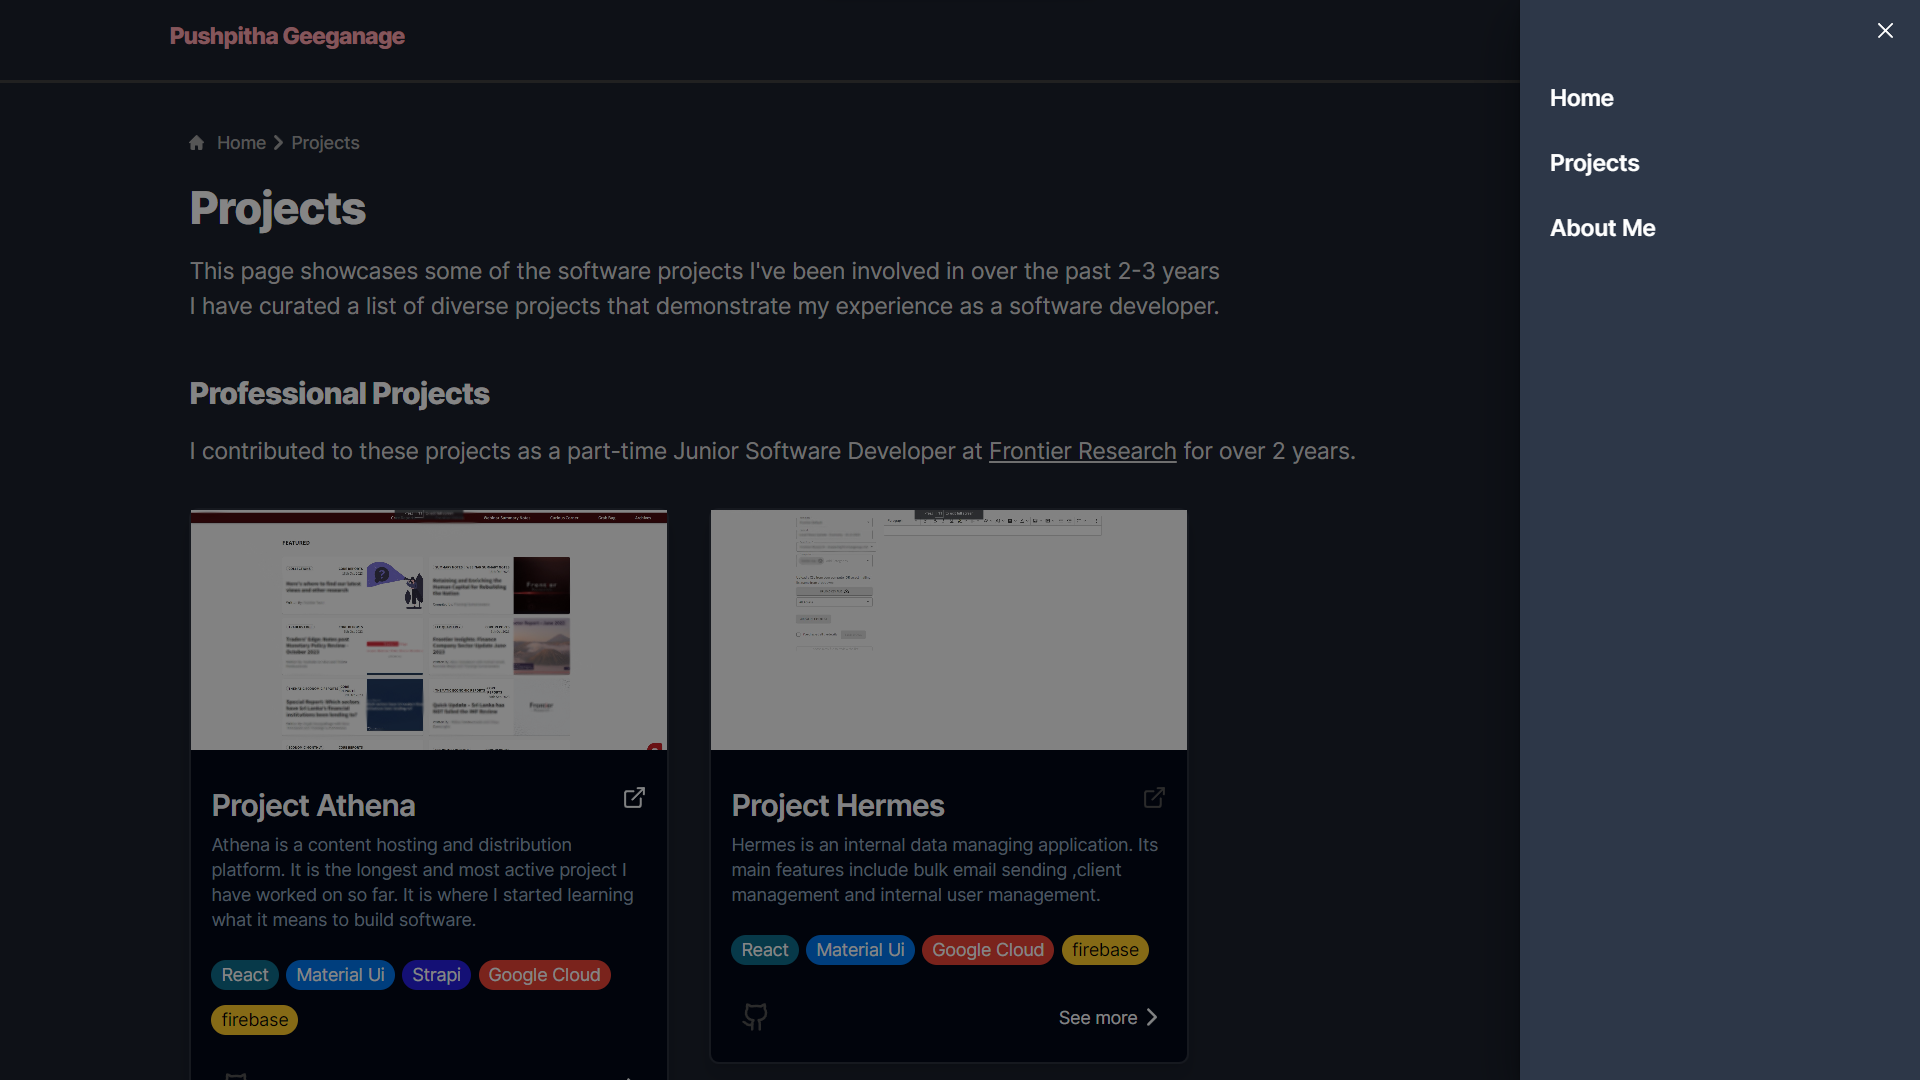 Pushpitha Geeganage
Home
Projects
About Me
Home Projects
Projects
This page showcases some of the software projects I've been involved in over the past 2-3 years
I have curated a list of diverse projects that demonstrate my experience as a software developer.
Professional Projects
I contributed to these projects as a part-time Junior Software Developer at Frontier Research for over 2 years.
FEATURED
Project Athena
Athena is a content hosting and distribution
platform. It is the longest and most active project I
have worked on so far. It is where I started learning
what it means to build software.
React Material Ui Strapi Google Cloud
firebase
Project Hermes
Hermes is an internal data managing application. Its
main features include bulk email sending ,client
management and internal user management.
React Material Ui Google Cloud firebase
See more